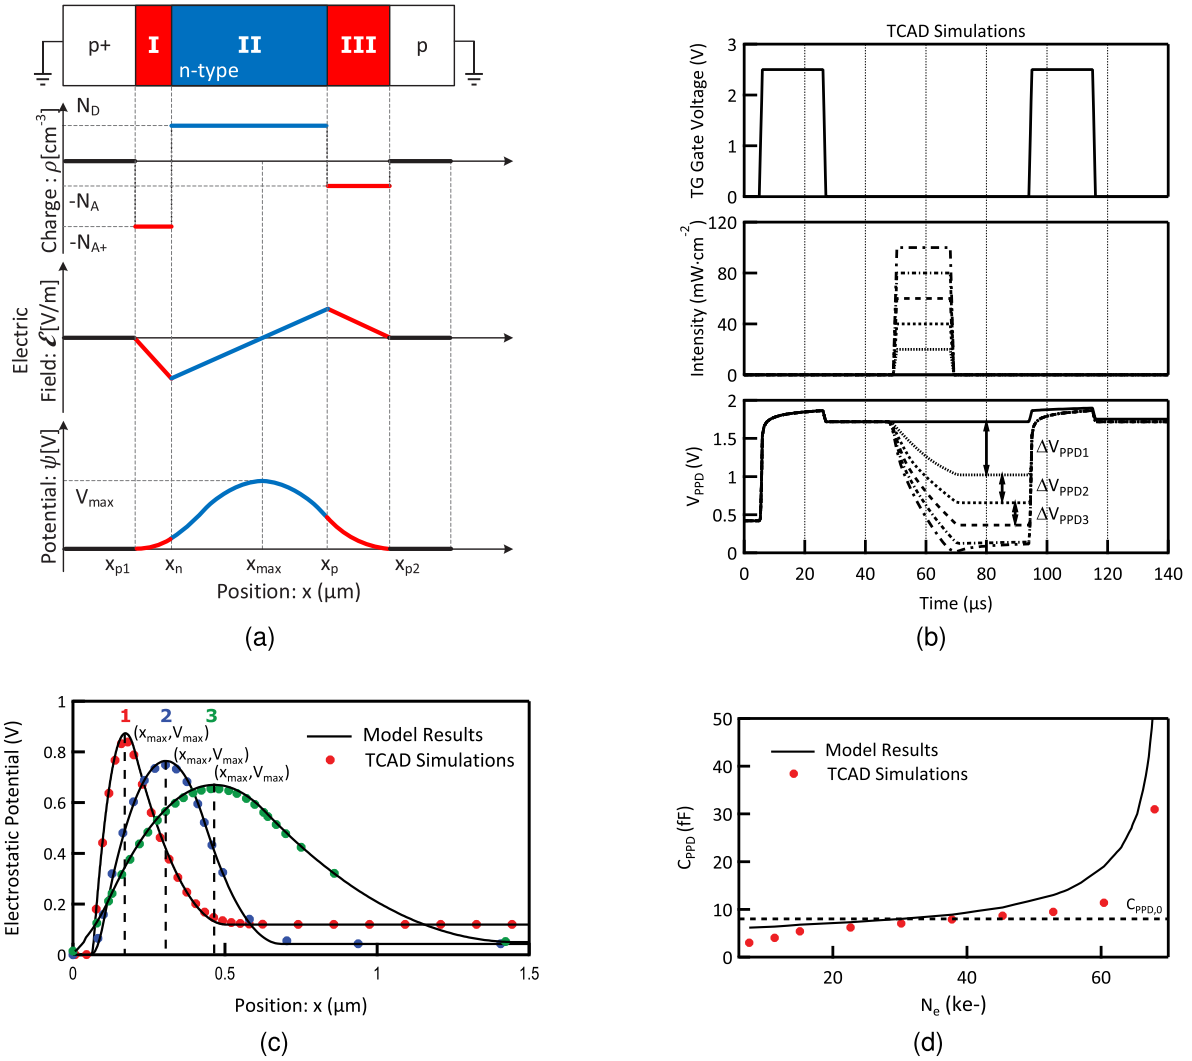 p+
I
II
III
p
n-type
N_D
-N_A
-N_A+
Charge : ρ[cm^-3]
Electric
Field: ℰ[V/m]
Potential: ψ[V]
V_max
x_p1
x_n
x_max
x_p
x_p2
Position: x (µm)
(a)
TCAD Simulations
TG Gate Voltage (V)
3
2
1
0
Intensity (mW·cm^-2)
120
80
40
0
V_PPD (V)
2
1.5
1
0.5
0
ΔV_PPD1
ΔV_PPD2
ΔV_PPD3
0 20 40 60 80 100 120 140
Time (µs)
(b)
Electrostatic Potential (V)
1
0.8
0.6
0.4
0.2
0
1 2 3
(x_max,V_max)
(x_max,V_max)
(x_max,V_max)
Model Results
TCAD Simulations
0 0.5 1 1.5
Position: x (µm)
(c)
C_PPD (fF)
50
40
30
20
10
0
Model Results
TCAD Simulations
C_PPD,0
20 40 60
N_e (ke-)
(d)